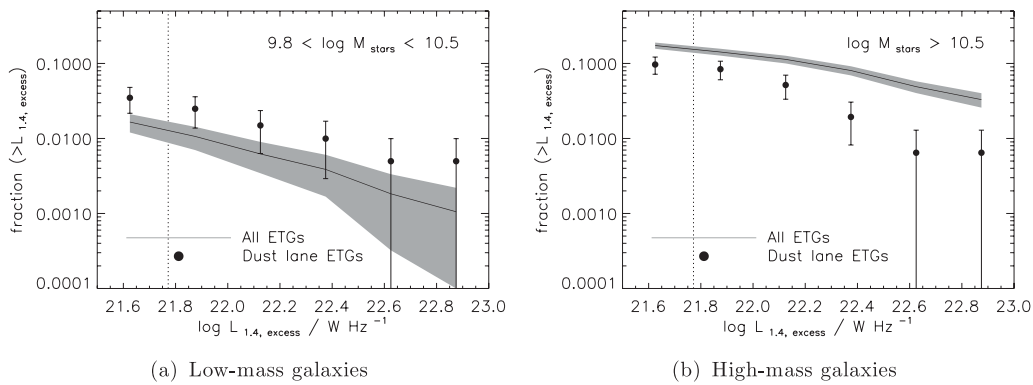 9.8 < log M stars < 10.5
fraction (>L 1.4, excess)
0.1000
0.0100
0.0010
0.0001
All ETGs
Dust lane ETGs
21.6 21.8 22.0 22.2 22.4 22.6 22.8 23.0
log L 1.4, excess / W Hz⁻¹
(a) Low-mass galaxies
log M stars > 10.5
fraction (>L 1.4, excess)
0.1000
0.0100
0.0010
0.0001
All ETGs
Dust lane ETGs
21.6 21.8 22.0 22.2 22.4 22.6 22.8 23.0
log L 1.4, excess / W Hz⁻¹
(b) High-mass galaxies